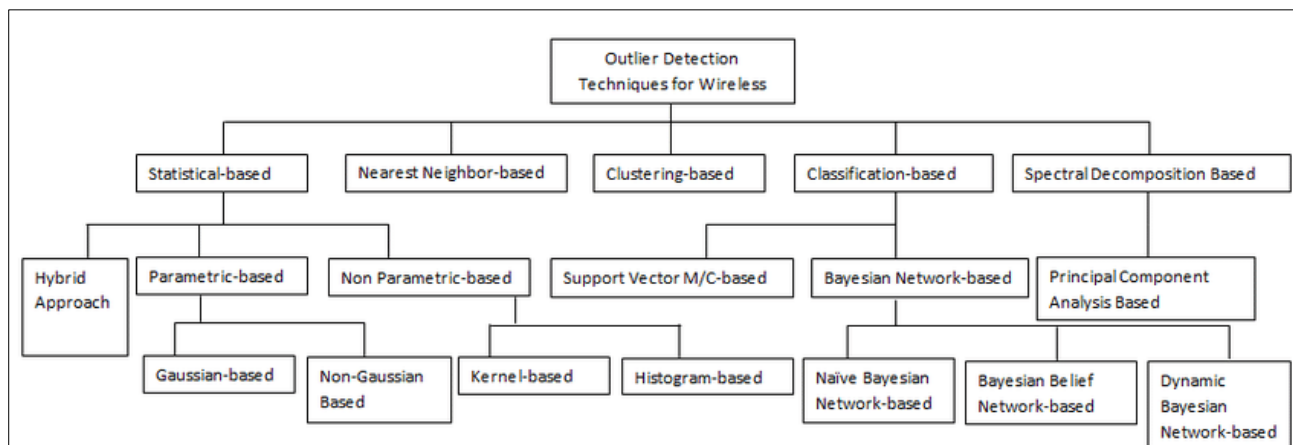 Outlier Detection
Techniques for Wireless
Statistical-based
Nearest Neighbor-based
Clustering-based
Classification-based
Spectral Decomposition Based
Hybrid
Approach
Parametric-based
Non Parametric-based
Support Vector M/C-based
Bayesian Network-based
Principal Component
Analysis Based
Gaussian-based
Non-Gaussian
Based
Kernel-based
Histogram-based
Naïve Bayesian
Network-based
Bayesian Belief
Network-based
Dynamic
Bayesian
Network-based